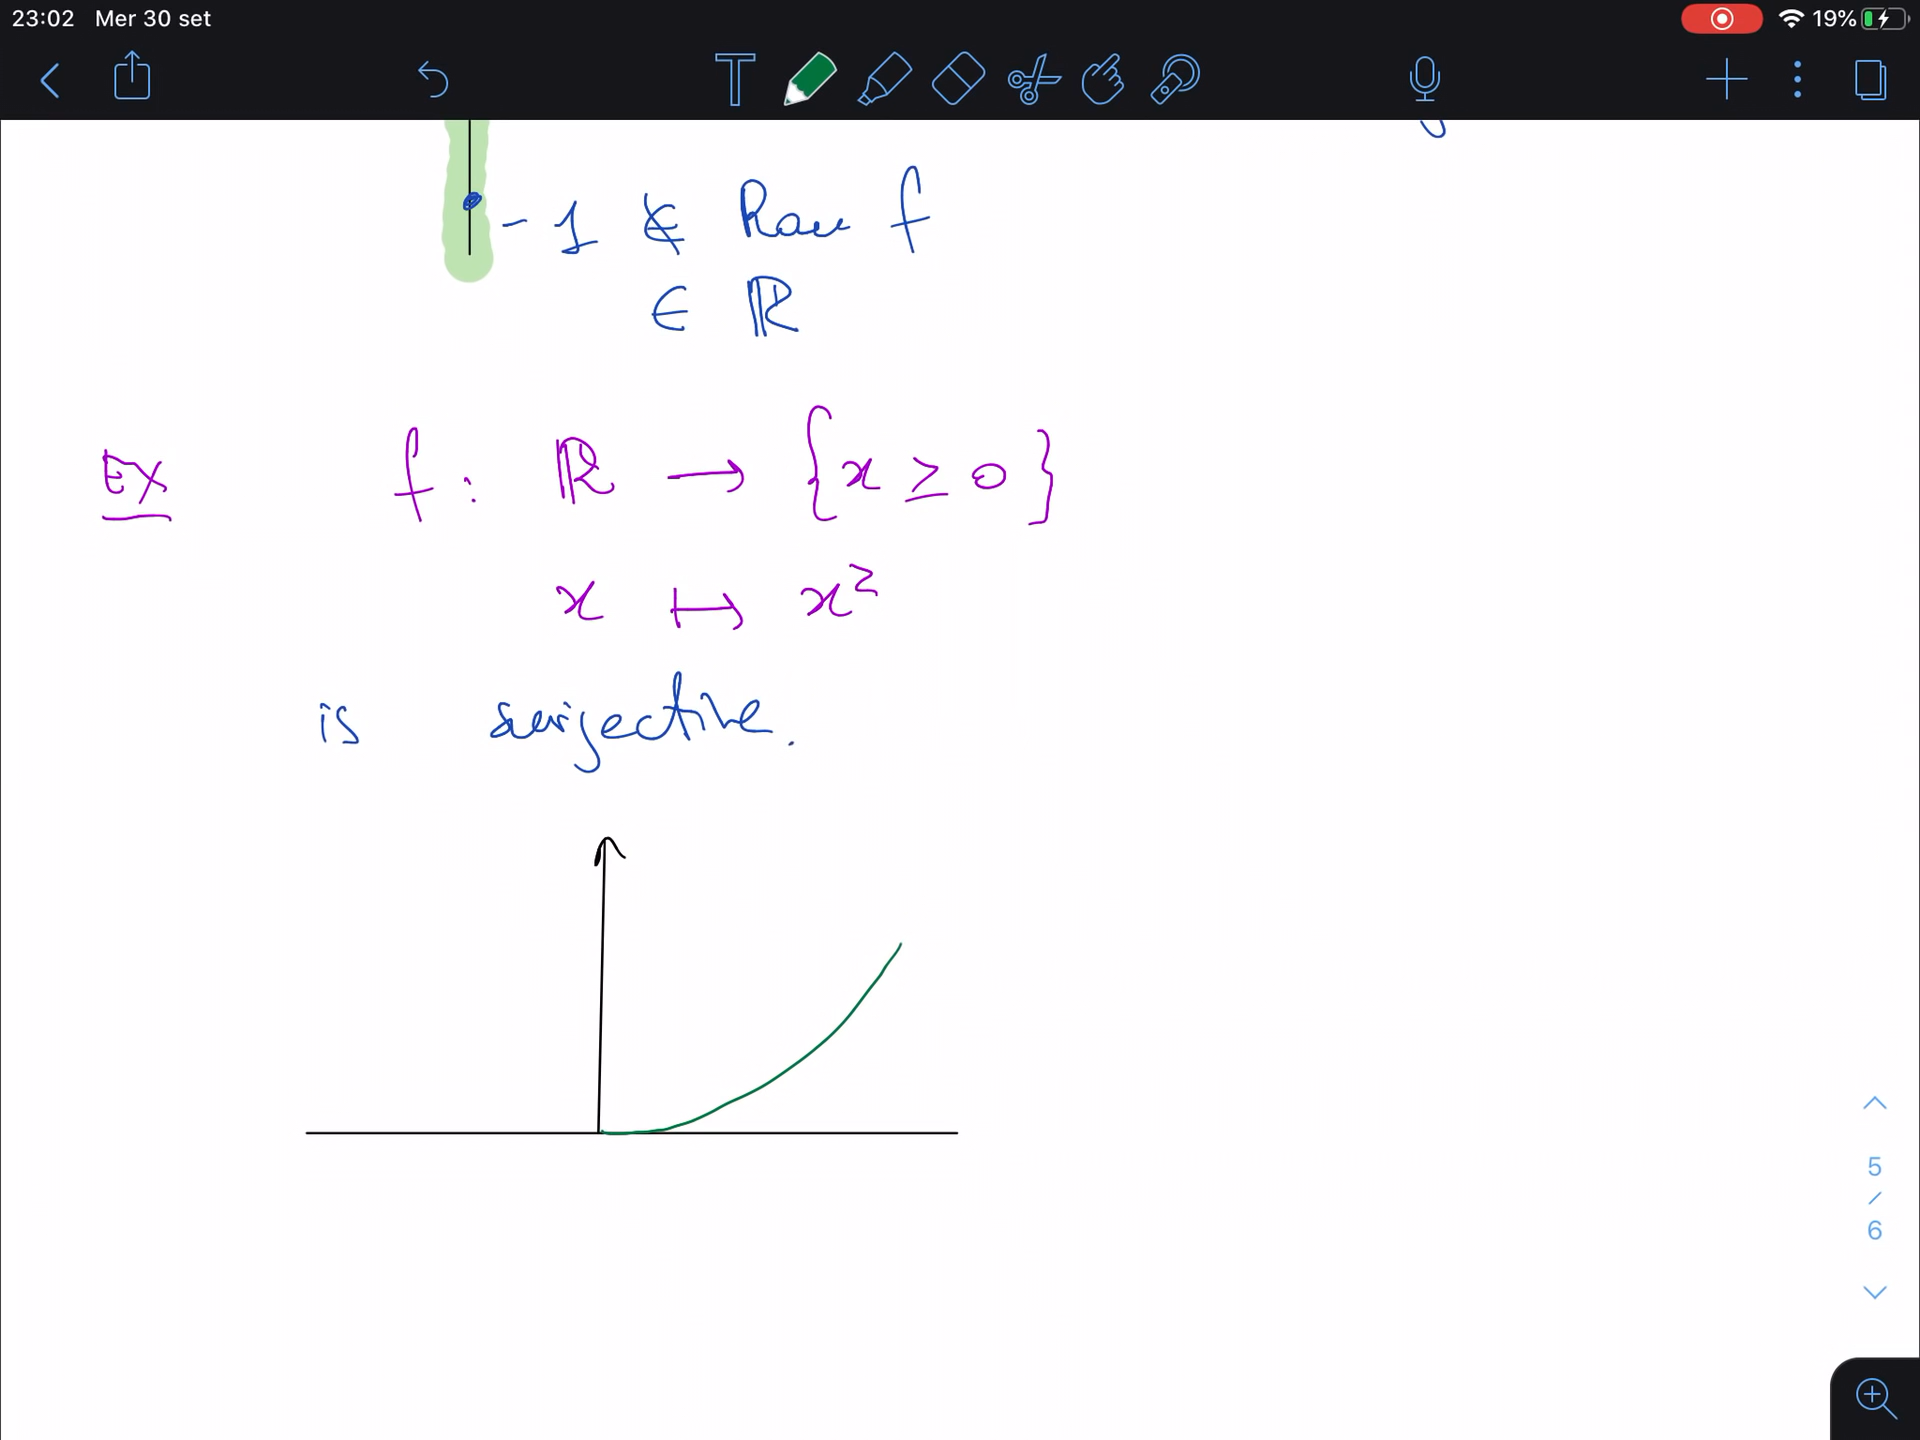 23:02 Mer 30 set 19%
T
-1 ∉ Ran f
∈ ℝ
EX f: ℝ → {x ≥ 0}
x ↦ x²
is surjective.
5
/
6